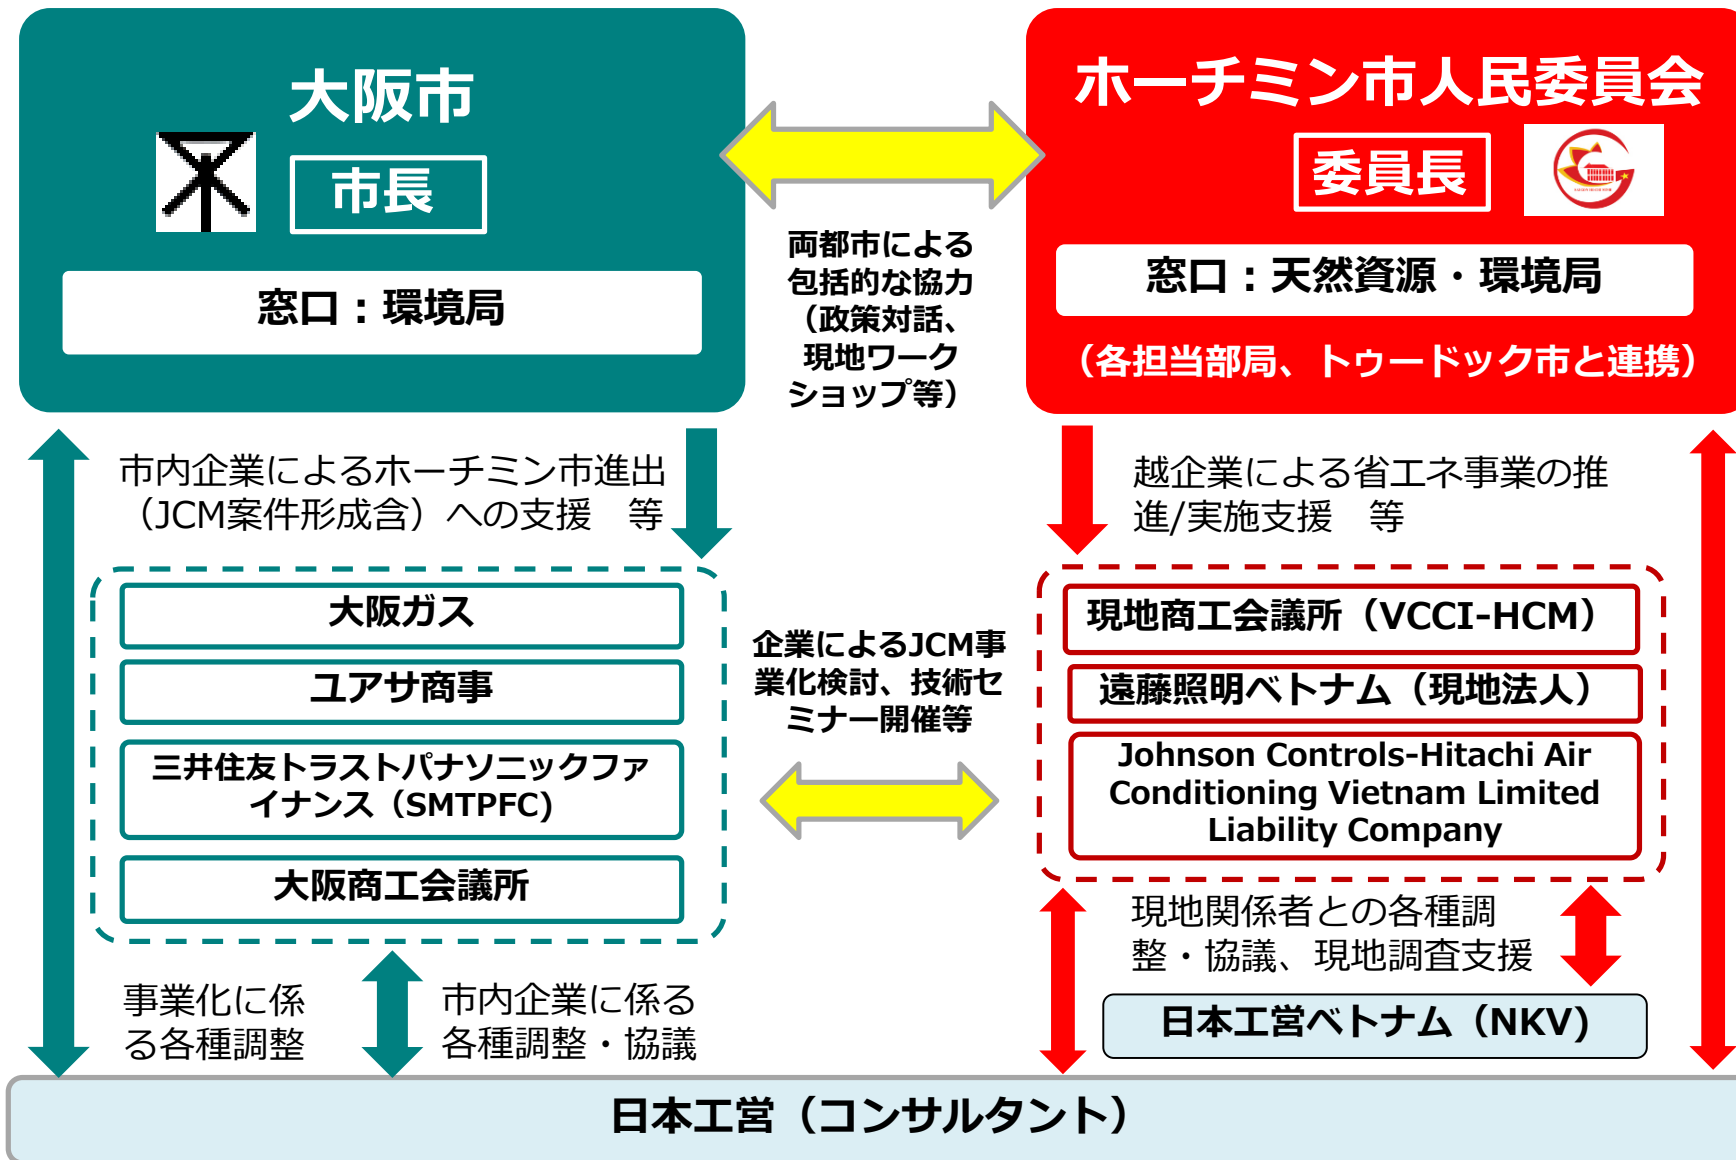 大阪市
市長
窓口：環境局
ホーチミン市人民委員会
委員長
窓口：天然資源・環境局
（各担当部局、トゥードック市と連携）
両都市による
包括的な協力
（政策対話、
現地ワーク
ショップ等）
市内企業によるホーチミン市進出
（JCM案件形成含）への支援　等
越企業による省エネ事業の推
進/実施支援　等
大阪ガス
ユアサ商事
三井住友トラストパナソニックファ
イナンス（SMTPFC)
大阪商工会議所
企業によるJCM事
業化検討、技術セ
ミナー開催等
現地商工会議所（VCCI-HCM）
遠藤照明ベトナム（現地法人）
Johnson Controls-Hitachi Air
Conditioning Vietnam Limited
Liability Company
事業化に係
る各種調整
市内企業に係る
各種調整・協議
現地関係者との各種調
整・協議、現地調査支援
日本工営ベトナム（NKV)
日本工営（コンサルタント）